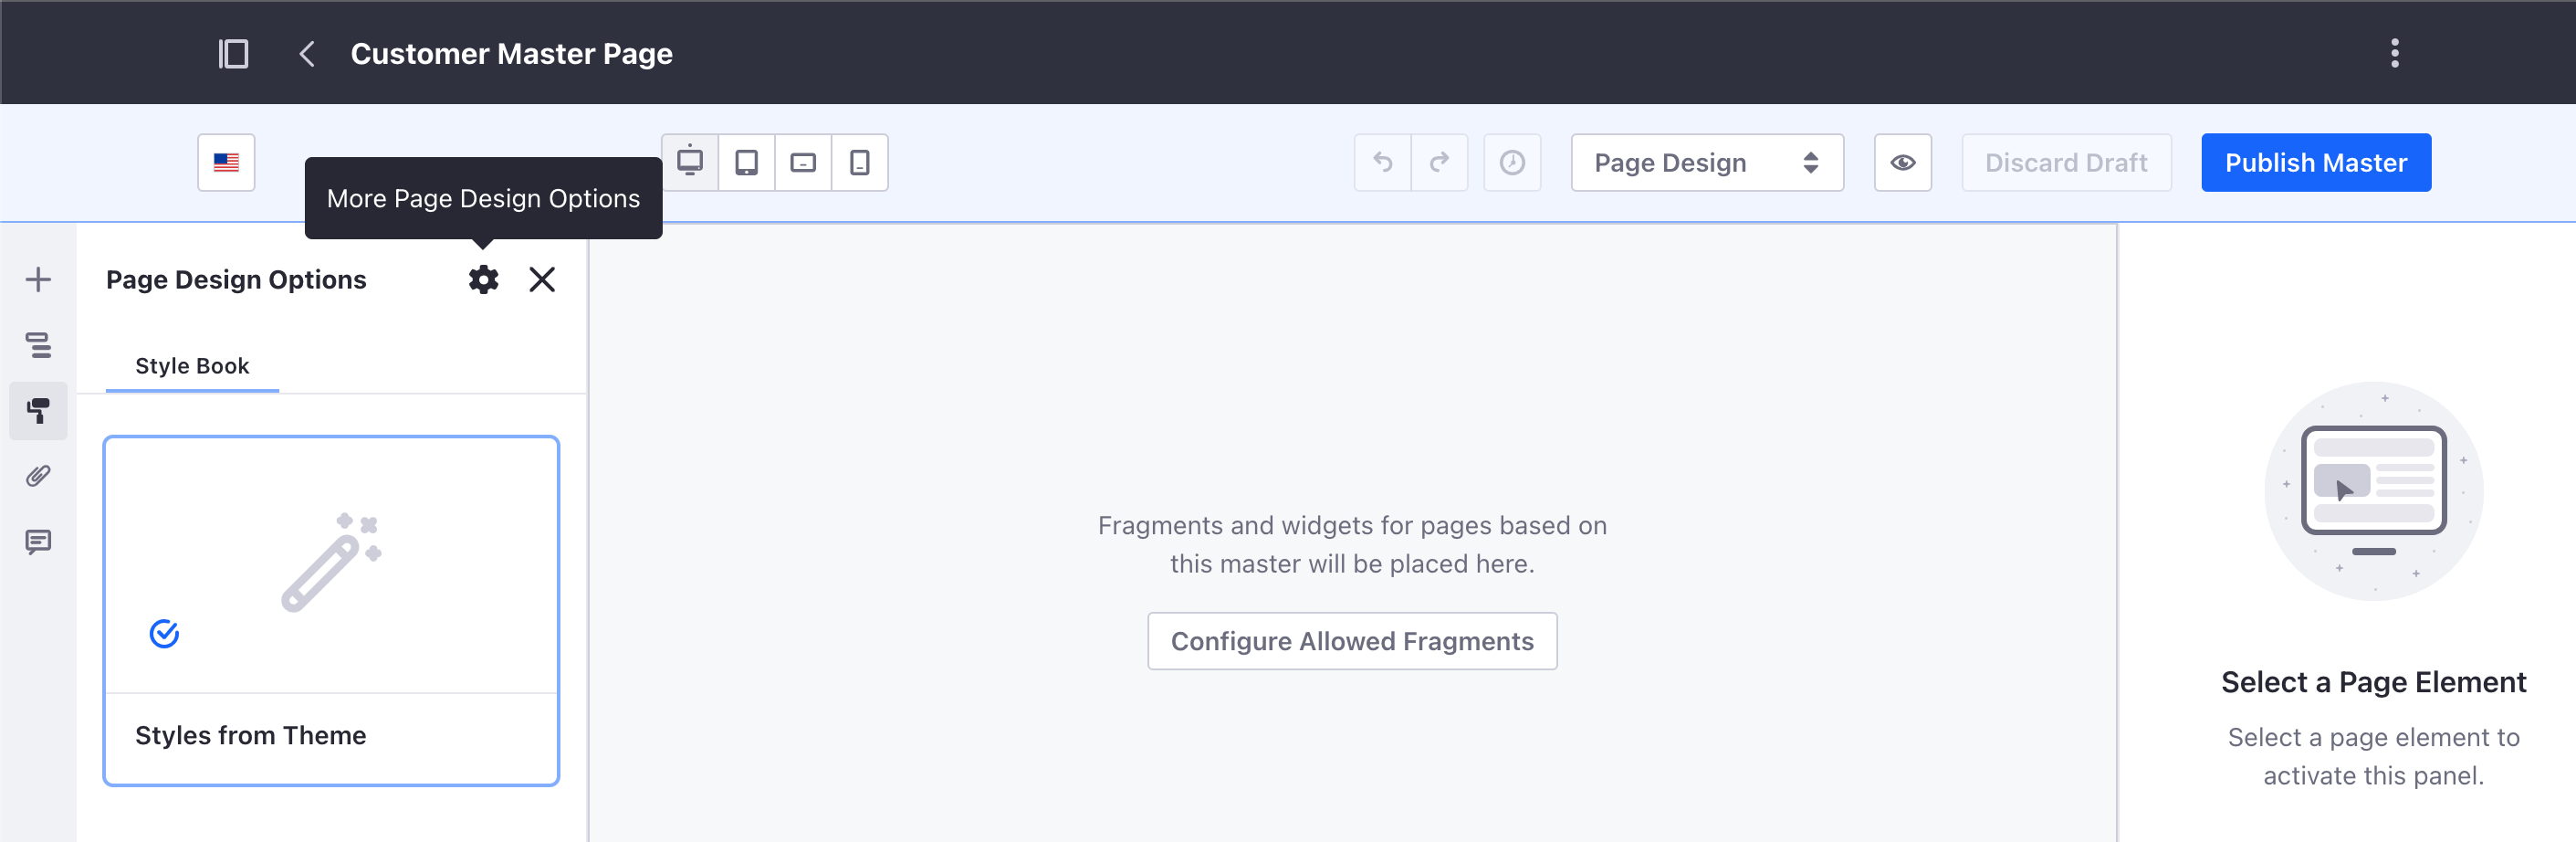 Customer Master Page
More Page Design Options
Page Design
Discard Draft
Publish Master
Page Design Options
Style Book
Styles from Theme
Fragments and widgets for pages based on
this master will be placed here.
Configure Allowed Fragments
Select a Page Element
Select a page element to
activate this panel.